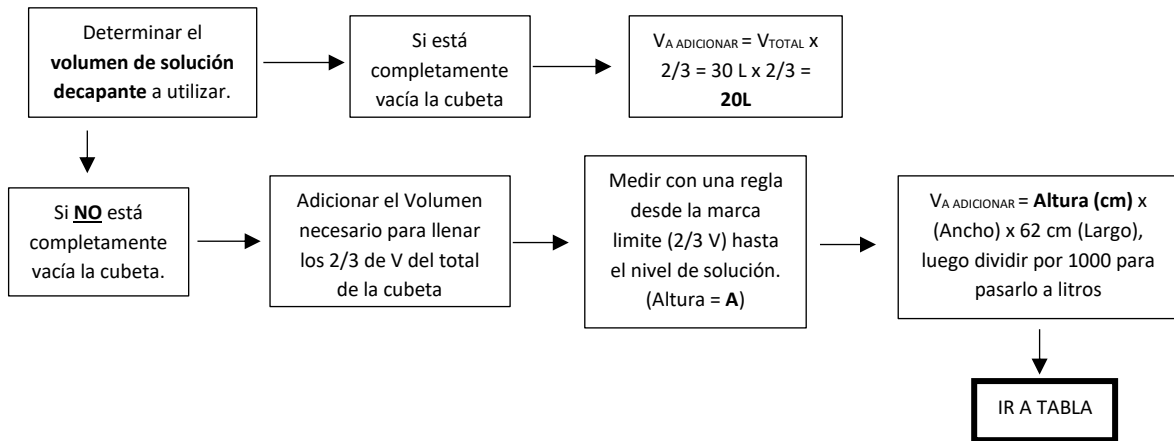 Determinar el
volumen de solución
decapante a utilizar.
Si está
completamente
vacía la cubeta
VA ADICIONAR = VTOTAL x
2/3 = 30 L x 2/3 =
20L
Si NO está
completamente
vacía la cubeta.
Adicionar el Volumen
necesario para llenar
los 2/3 de V del total
de la cubeta
Medir con una regla
desde la marca
limite (2/3 V) hasta
el nivel de solución.
(Altura = A)
VA ADICIONAR = Altura (cm) x
(Ancho) x 62 cm (Largo),
luego dividir por 1000 para
pasarlo a litros
IR A TABLA